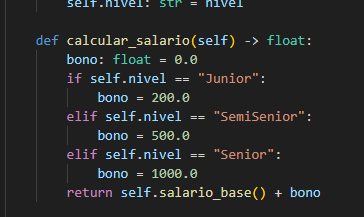 self.nivel: str = nivel
def calcular_salario(self) -> float:
bono: float = 0.0
if self.nivel == "Junior":
bono = 200.0
elif self.nivel == "SemiSenior":
bono = 500.0
elif self.nivel == "Senior":
bono = 1000.0
return self.salario_base() + bono